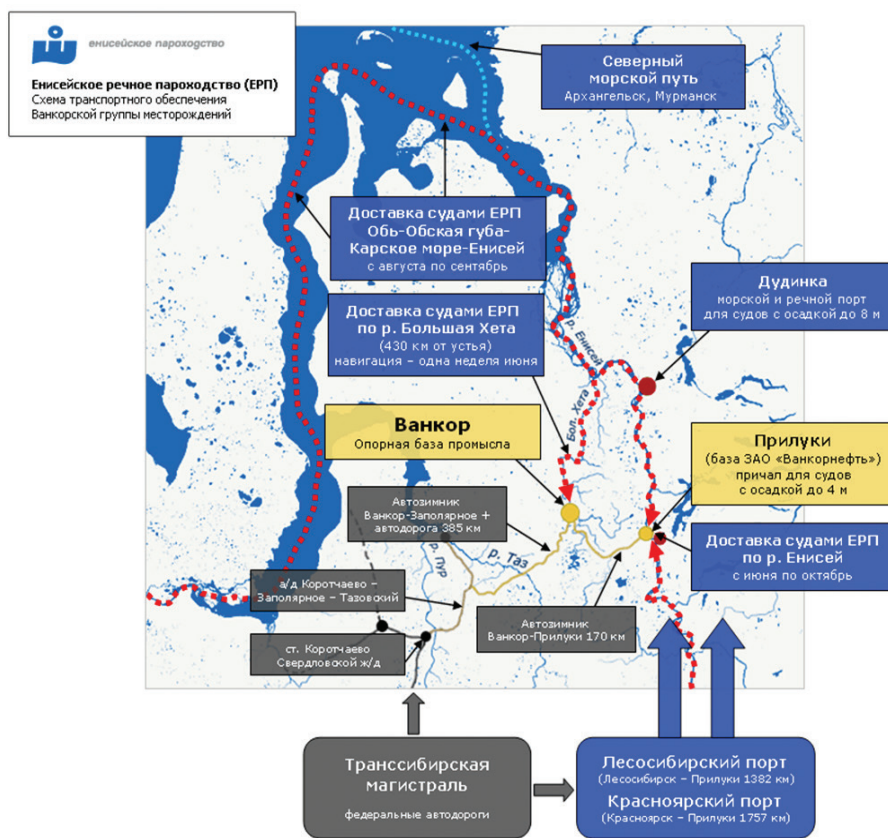 енисейское пароходство
Енисейское речное пароходство (ЕРП)
Схема транспортного обеспечения
Ванкорской группы месторождений
Северный
морской путь
Архангельск, Мурманск
Доставка судами ЕРП
Обь-Обская губа-
Карское море-Енисей
с августа по сентябрь
Дудинка
морской и речной порт
для судов с осадкой до 8 м
Доставка судами ЕРП
по р. Большая Хета
(430 км от устья)
навигация – одна неделя июня
р. Енисей
Бол. Хета
Ванкор
Опорная база промысла
Прилуки
(база ЗАО «Ванкорнефть»)
причал для судов
с осадкой до 4 м
Автозимник
Ванкор-Заполярное +
автодорога 385 км
р. Пур
р. Таз
Доставка судами ЕРП
по р. Енисей
с июня по октябрь
а/д Коротчаево –
Заполярное – Тазовский
Автозимник
Ванкор-Прилуки 170 км
ст. Коротчаево
Свердловской ж/д
Транссибирская
магистраль
федеральные автодороги
Лесосибирский порт
(Лесосибирск – Прилуки 1382 км)
Красноярский порт
(Красноярск – Прилуки 1757 км)